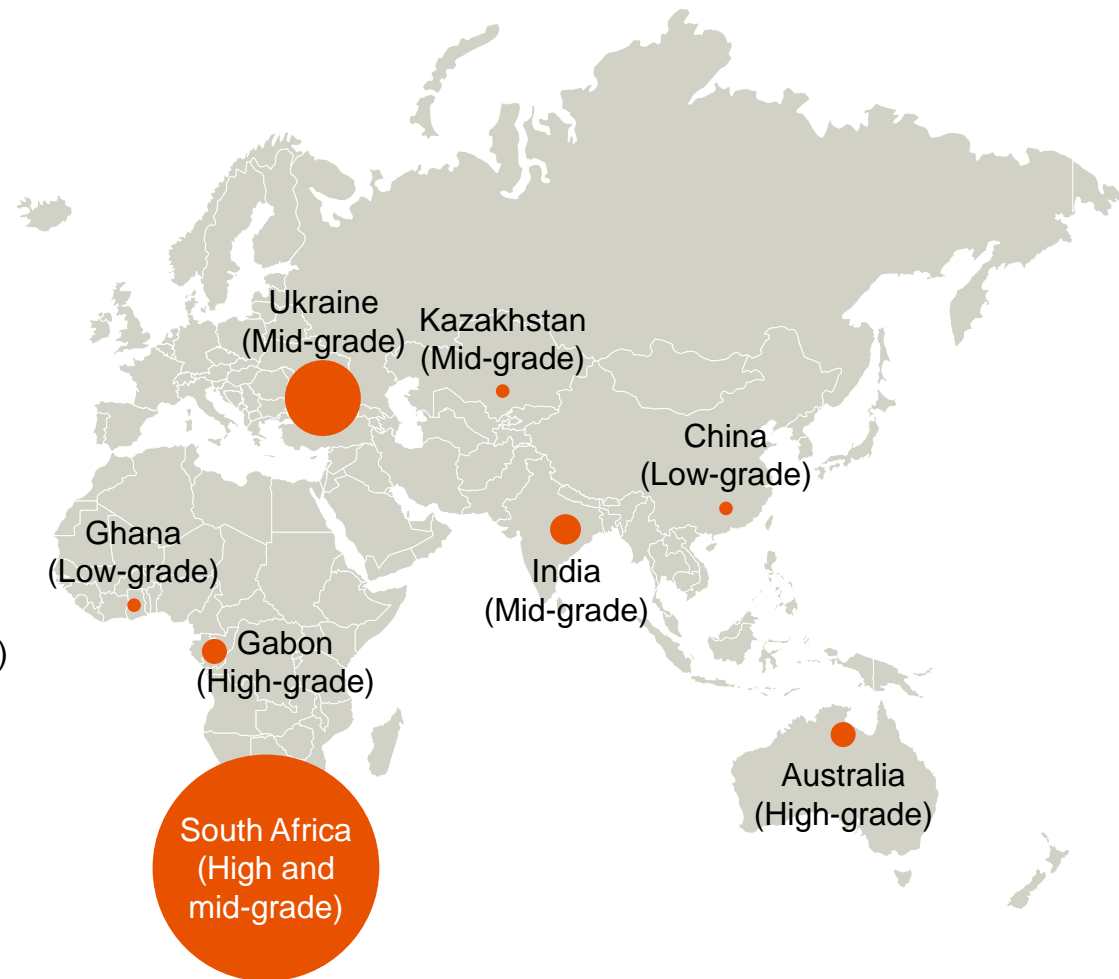 Ukraine
(Mid-grade)
Kazakhstan
(Mid-grade)
China
(Low-grade)
Ghana
(Low-grade)
India
(Mid-grade)
)
Gabon
(High-grade)
Australia
(High-grade)
South Africa
(High and
mid-grade)